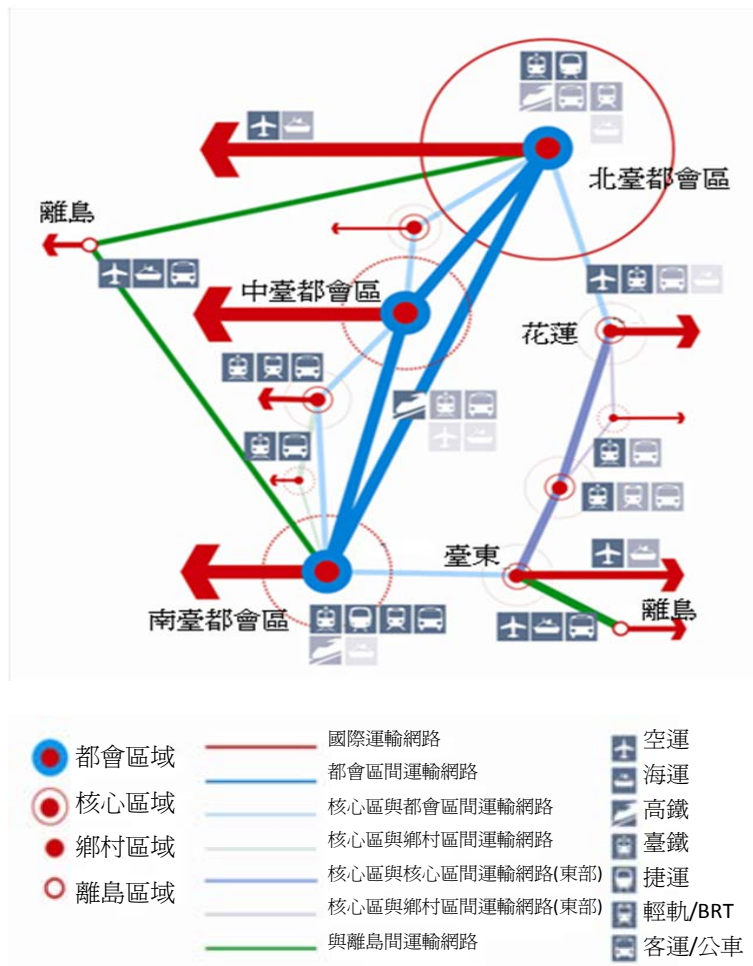 北臺都會區
離島
中臺都會區
花蓮
臺東
離島
南臺都會區
都會區域
核心區域
鄉村區域
離島區域
國際運輸網路
都會區間運輸網路
核心區與都會區間運輸網路
核心區與鄉村區間運輸網路
核心區與核心區間運輸網路(東部)
核心區與鄉村區間運輸網路(東部)
與離島間運輸網路
空運
海運
高鐵
臺鐵
捷運
輕軌/BRT
客運/公車